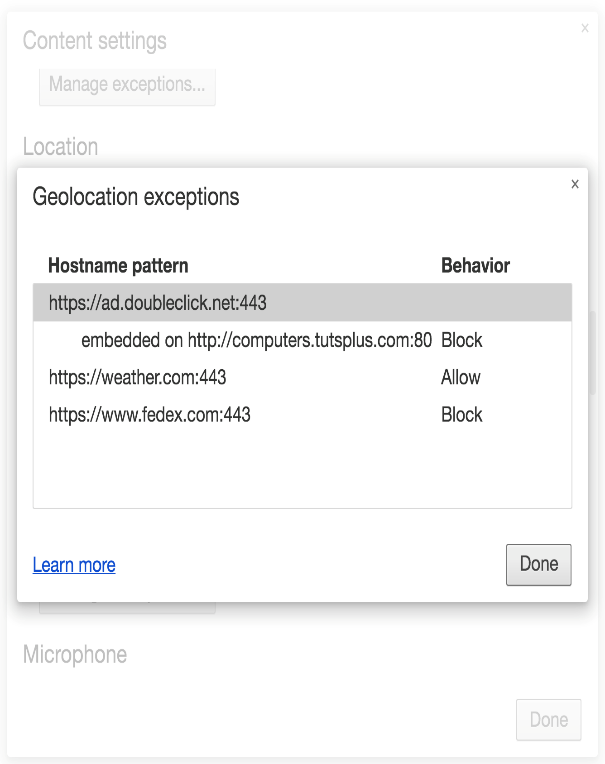 Content settings
x
Manage exceptions...
Location
Geolocation exceptions
x
Hostname pattern Behavior
https://ad.doubleclick.net:443
embedded on http://computers.tutsplus.com:80 Block
https://weather.com:443 Allow
https://www.fedex.com:443 Block
Learn more
Done
Microphone
Done